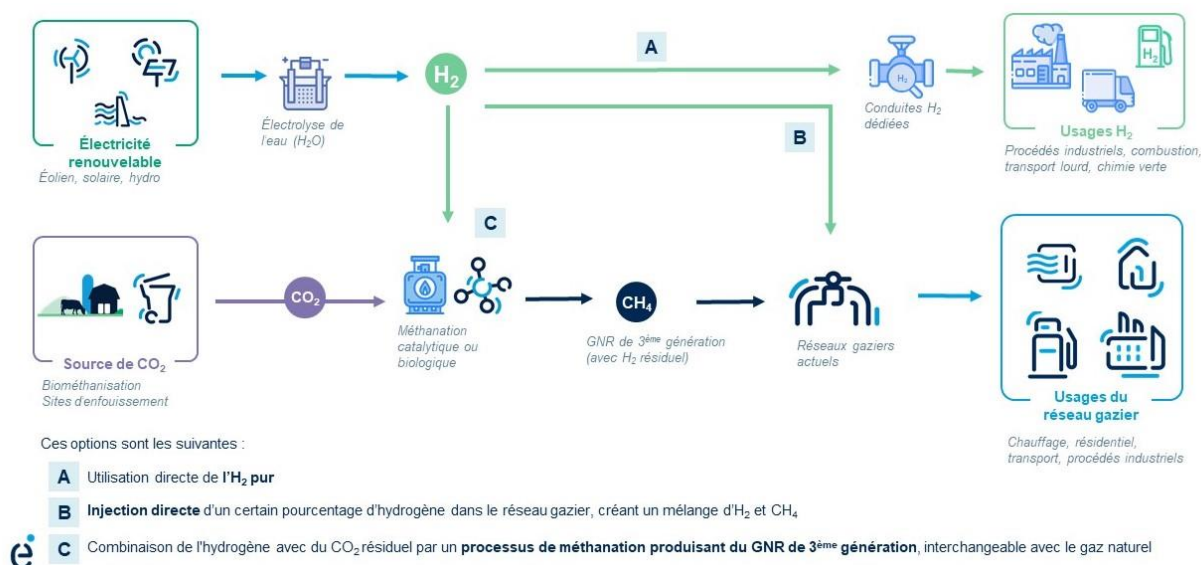 A
H₂
H₂
H₂
Électrolyse de
l'eau (H₂O)
Conduites H₂
dédiées
Électricité
renouvelable
Éolien, solaire, hydro
B
Usages H₂
Procédés industriels, combustion,
transport lourd, chimie verte
C
CO₂
CH₄
Méthanation
catalytique ou
biologique
GNR de 3ème génération
(avec H₂ résiduel)
Réseaux gaziers
actuels
Source de CO₂
Biométhanisation
Sites d'enfouissement
Usages du
réseau gazier
Chauffage, résidentiel,
transport, procédés industriels
Ces options sont les suivantes :
A Utilisation directe de l'H₂ pur
B Injection directe d'un certain pourcentage d'hydrogène dans le réseau gazier, créant un mélange d'H₂ et CH₄
C Combinaison de l'hydrogène avec du CO₂ résiduel par un processus de méthanation produisant du GNR de 3ème génération, interchangeable avec le gaz naturel